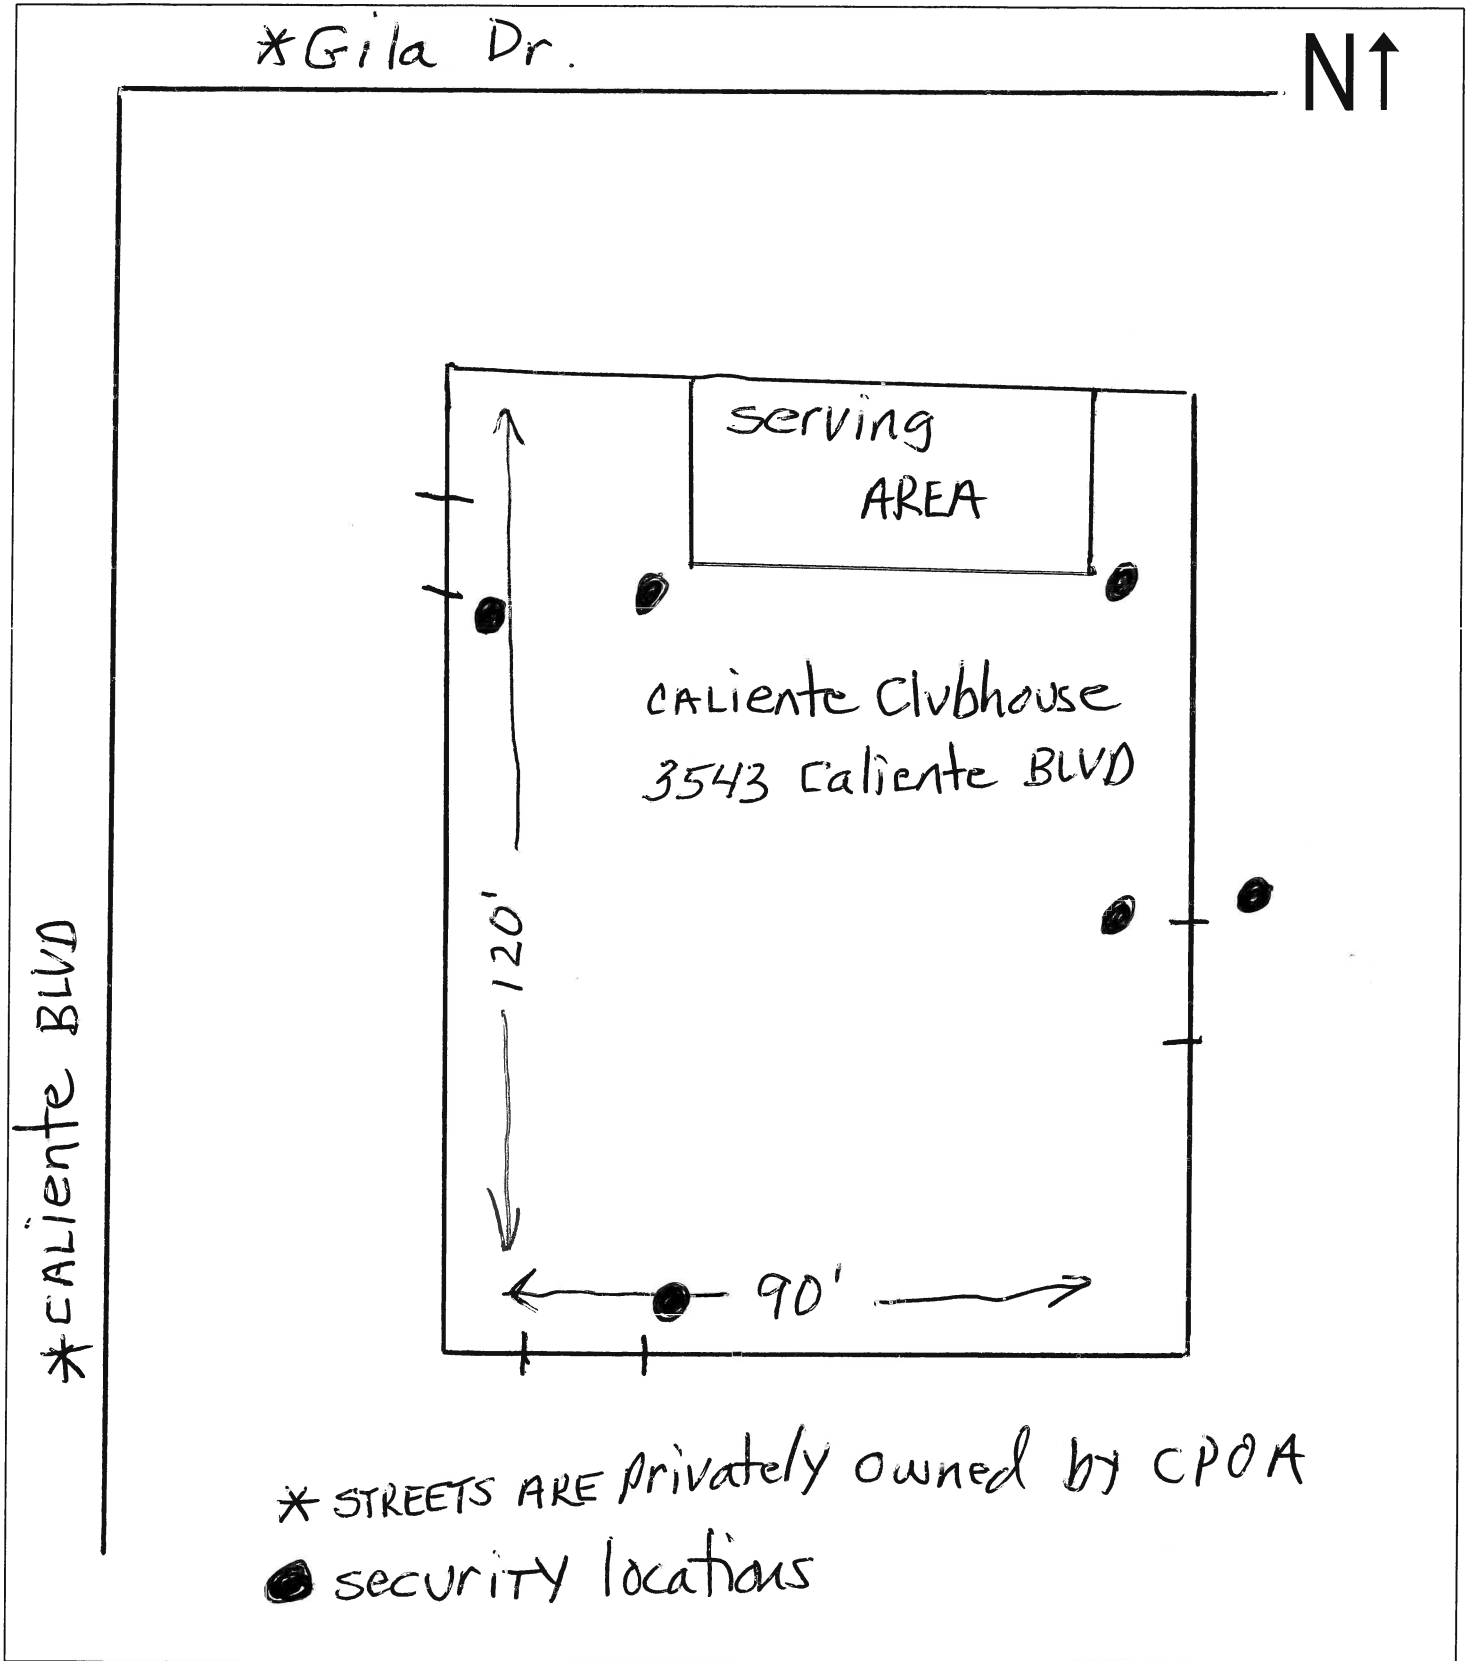 *Gila Dr.
N↑
serving
AREA
CALiente Clubhouse
3543 Caliente BLVD
120'
90'
*CALiente BLVD
* STREETS ARE privately owned by CPOA
● security locations